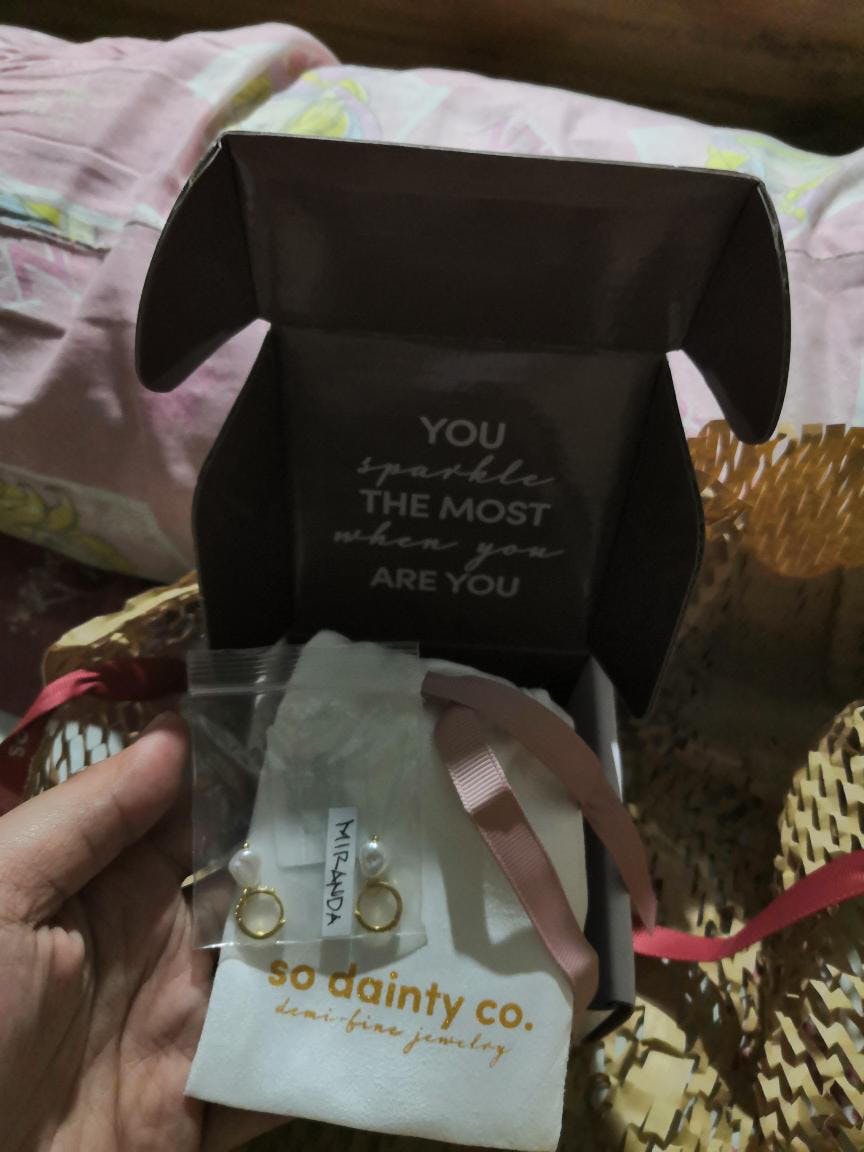 YOU
sparkle
THE MOST
when you
ARE YOU
MIRANDA
so dainty co.
demi-fine jewelry